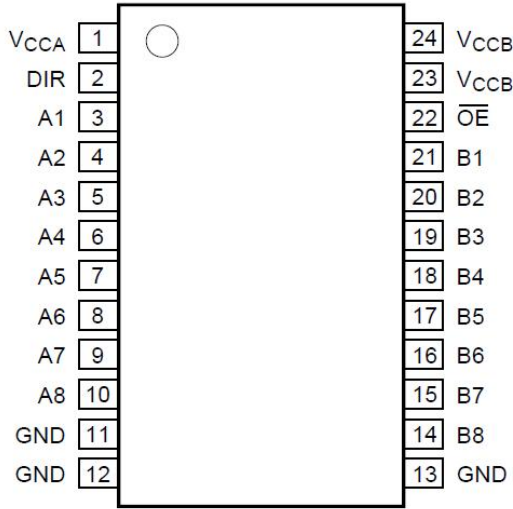 VCCA 1 24 VCCB
DIR 2 23 VCCB
A1 3 22 O̅E̅
A2 4 21 B1
A3 5 20 B2
A4 6 19 B3
A5 7 18 B4
A6 8 17 B5
A7 9 16 B6
A8 10 15 B7
GND 11 14 B8
GND 12 13 GND